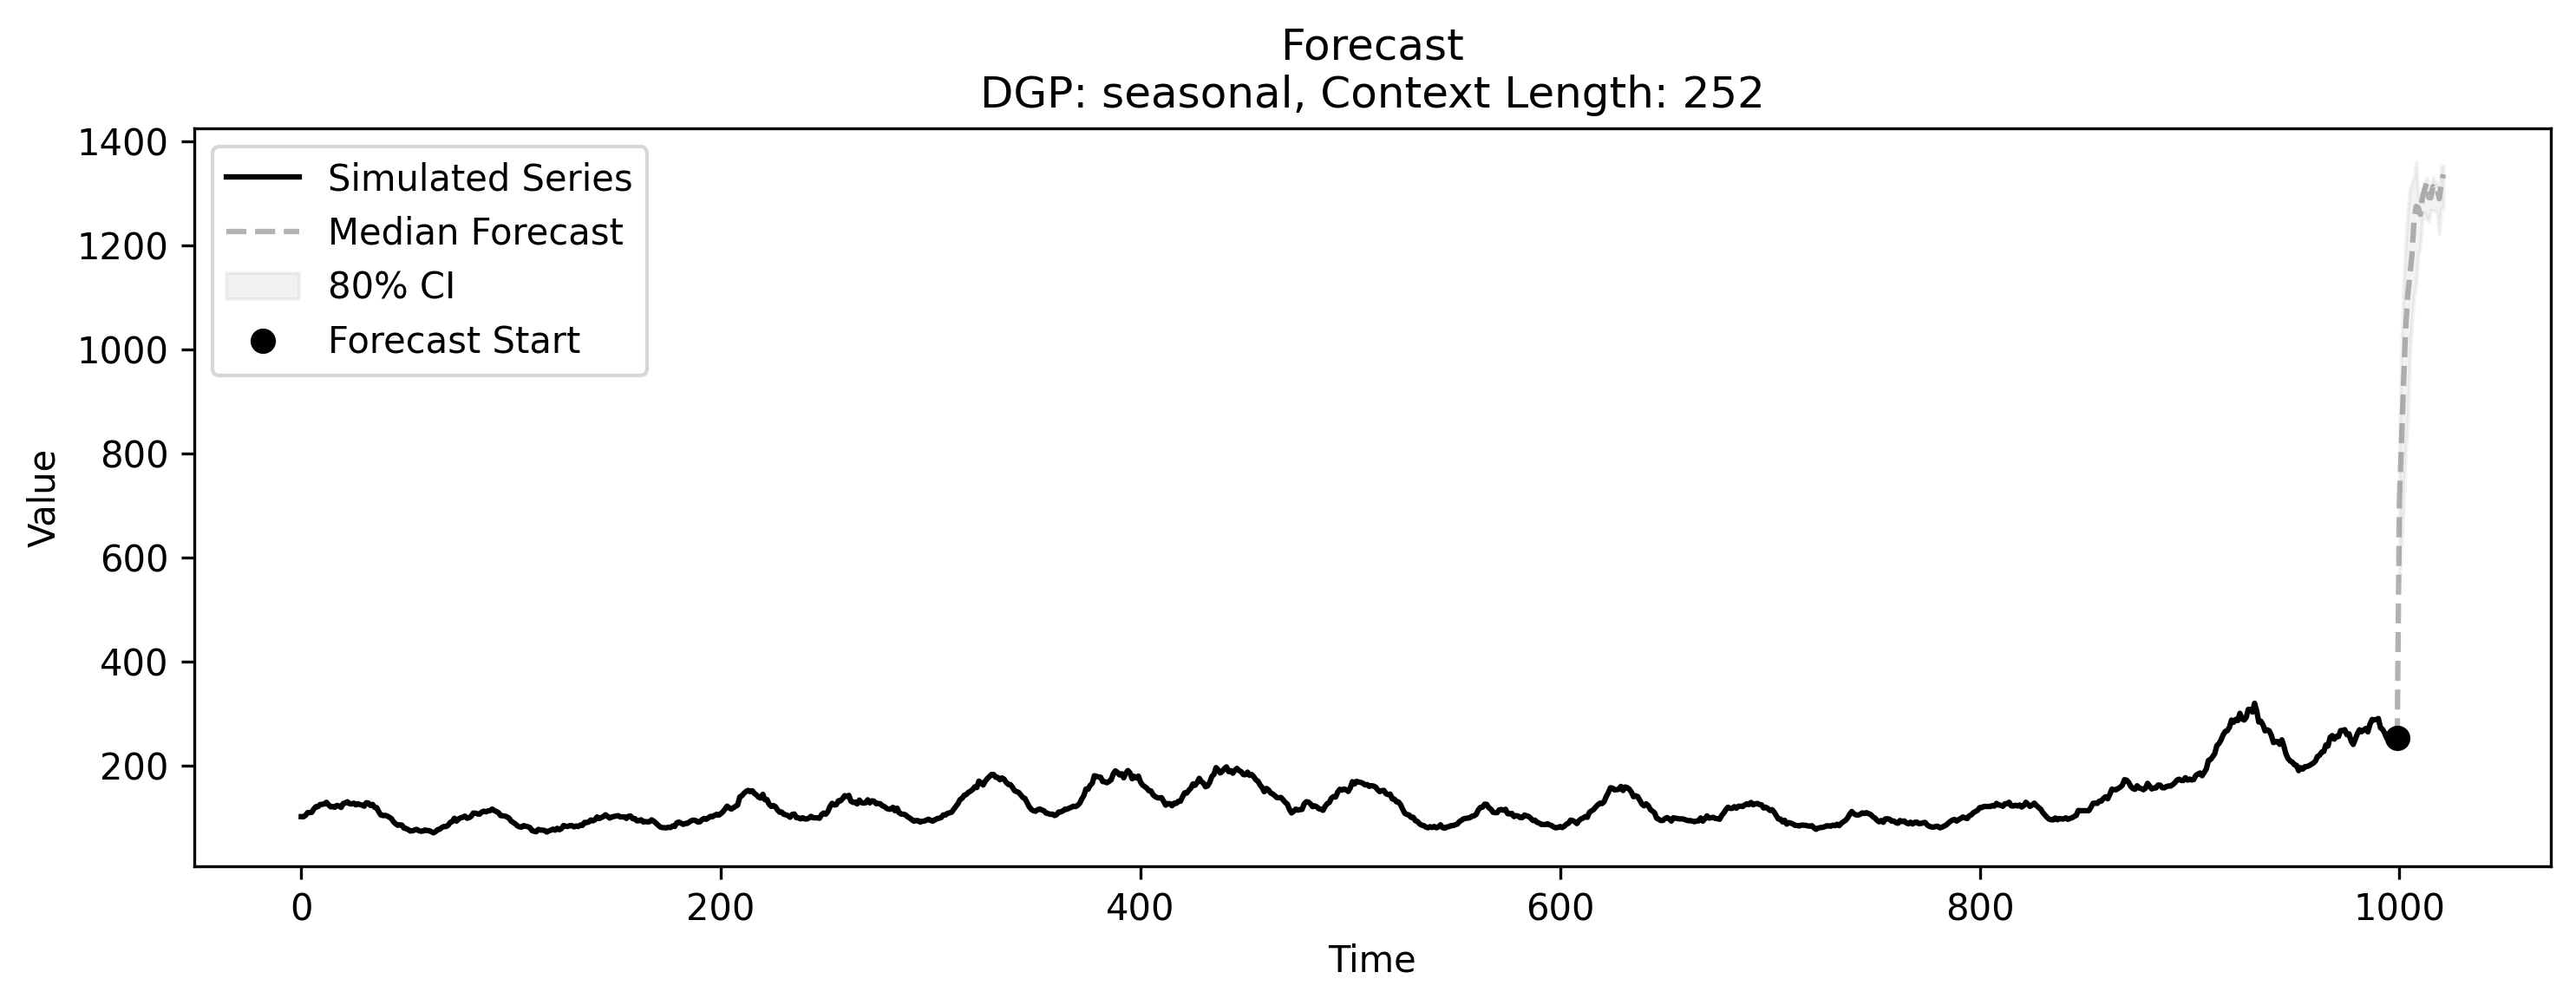 Forecast
DGP: seasonal, Context Length: 252
1400
1200
1000
800
600
400
200
Value
Simulated Series
Median Forecast
80% CI
Forecast Start
0
200
400
600
800
1000
Time